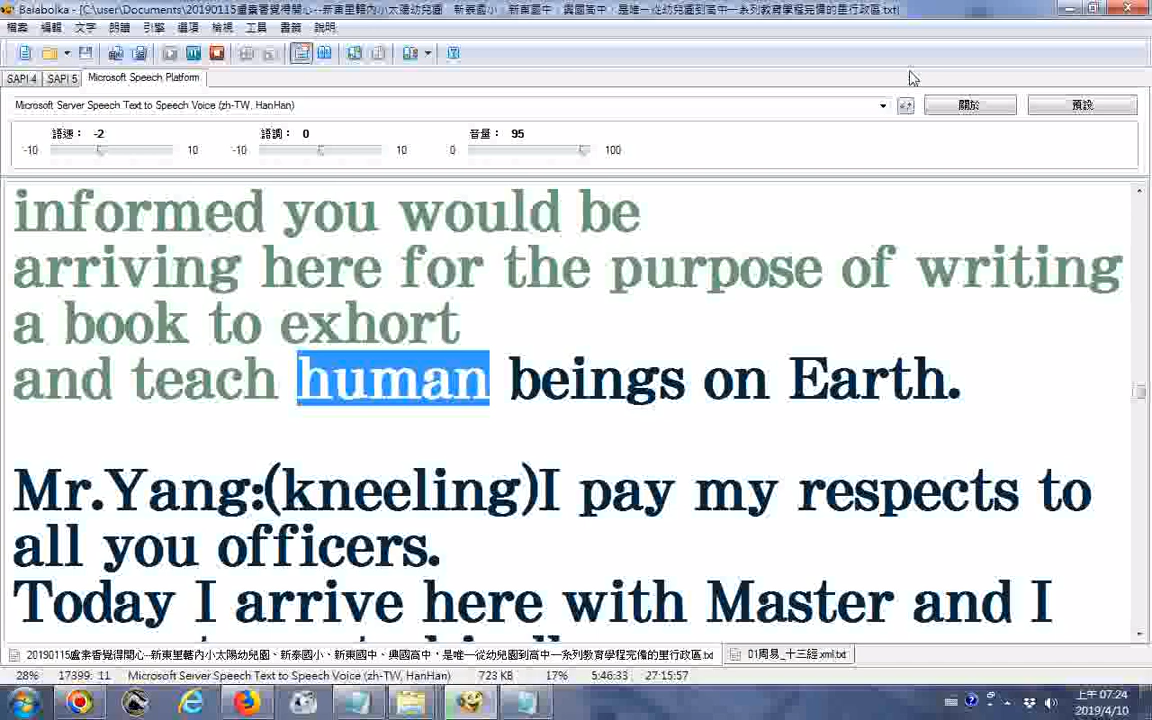 Balabolka - [C:\user\Documents\20190115盧素香覺得開心--新東里轄內小太陽幼兒園、新泰國小、新東國中、興國高中，是唯一從幼兒園到高中一系列教育學程完備的里行政區.txt]
檔案 編輯 文字 朗讀 引擎 選項 檢視 工具 書籤 說明
SAPI 4 SAPI 5 Microsoft Speech Platform
Microsoft Server Speech Text to Speech Voice (zh-TW, HanHan) 關於 預設
語速： -2 語調： 0 音量： 95
-10 10 -10 10 0 100
informed you would be
arriving here for the purpose of writing
a book to exhort
and teach human beings on Earth.
Mr.Yang:(kneeling)I pay my respects to
all you officers.
Today I arrive here with Master and I
20190115盧素香覺得開心--新東里轄內小太陽幼兒園、新泰國小、新東國中、興國高中，是唯一從幼兒園到高中一系列教育學程完備的里行政區.txt 01周易_十三經.xml.txt
28% 17399: 11 Microsoft Server Speech Text to Speech Voice (zh-TW, HanHan) 723 KB 17% 5:46:33 27:15:57
上午 07:24
2019/4/10